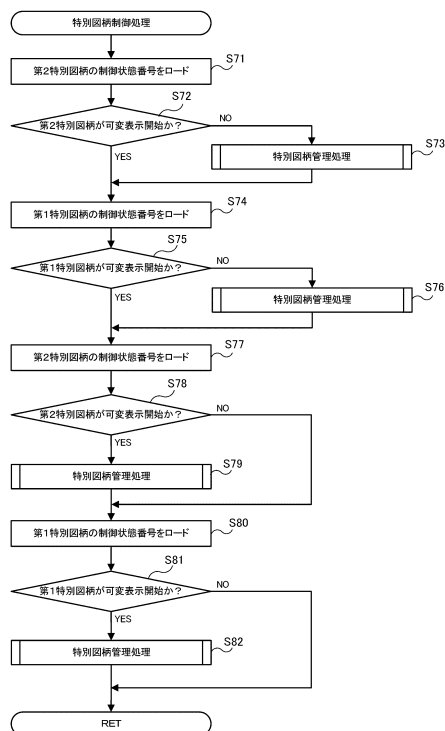 特別図柄制御処理
第2特別図柄の制御状態番号をロード
S71
S72
第2特別図柄が可変表示開始か？
NO
YES
特別図柄管理処理
S73
第1特別図柄の制御状態番号をロード
S74
S75
第1特別図柄が可変表示開始か？
NO
YES
特別図柄管理処理
S76
第2特別図柄の制御状態番号をロード
S77
S78
第2特別図柄が可変表示開始か？
NO
YES
特別図柄管理処理
S79
第1特別図柄の制御状態番号をロード
S80
S81
第1特別図柄が可変表示開始か？
NO
YES
特別図柄管理処理
S82
RET